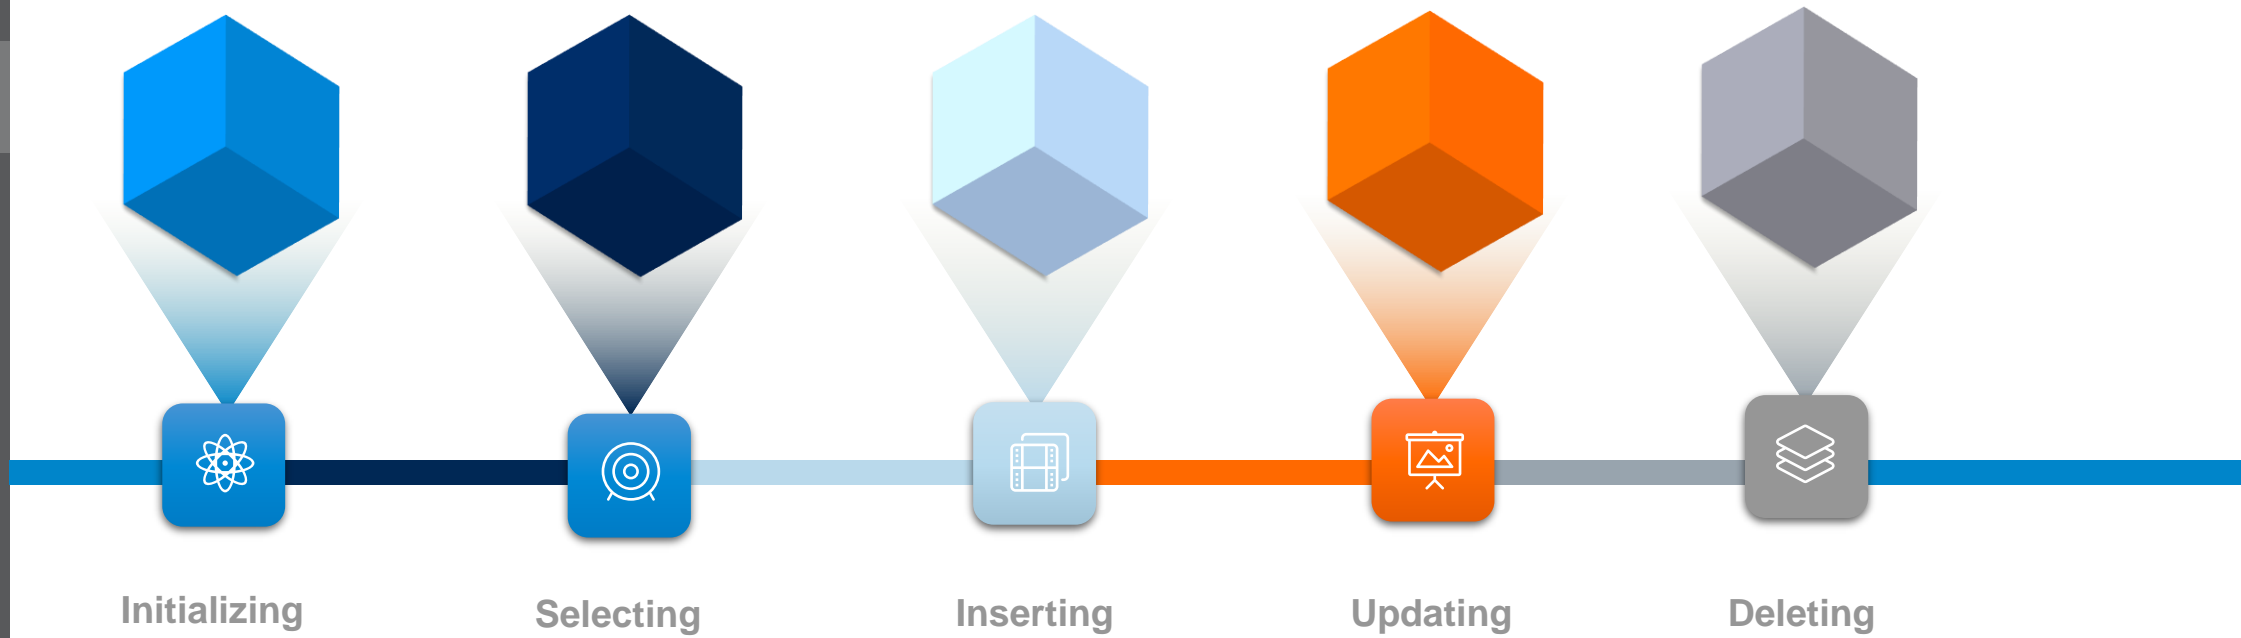 Initializing
Selecting
Inserting
Updating
Deleting